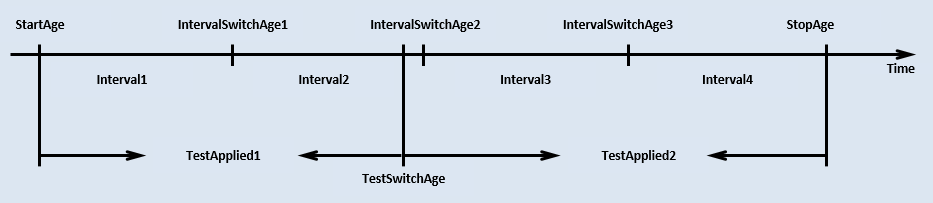 StartAge IntervalSwitchAge1 IntervalSwitchAge2 IntervalSwitchAge3 StopAge
Time
Interval1 Interval2 Interval3 Interval4
TestApplied1 TestApplied2
TestSwitchAge